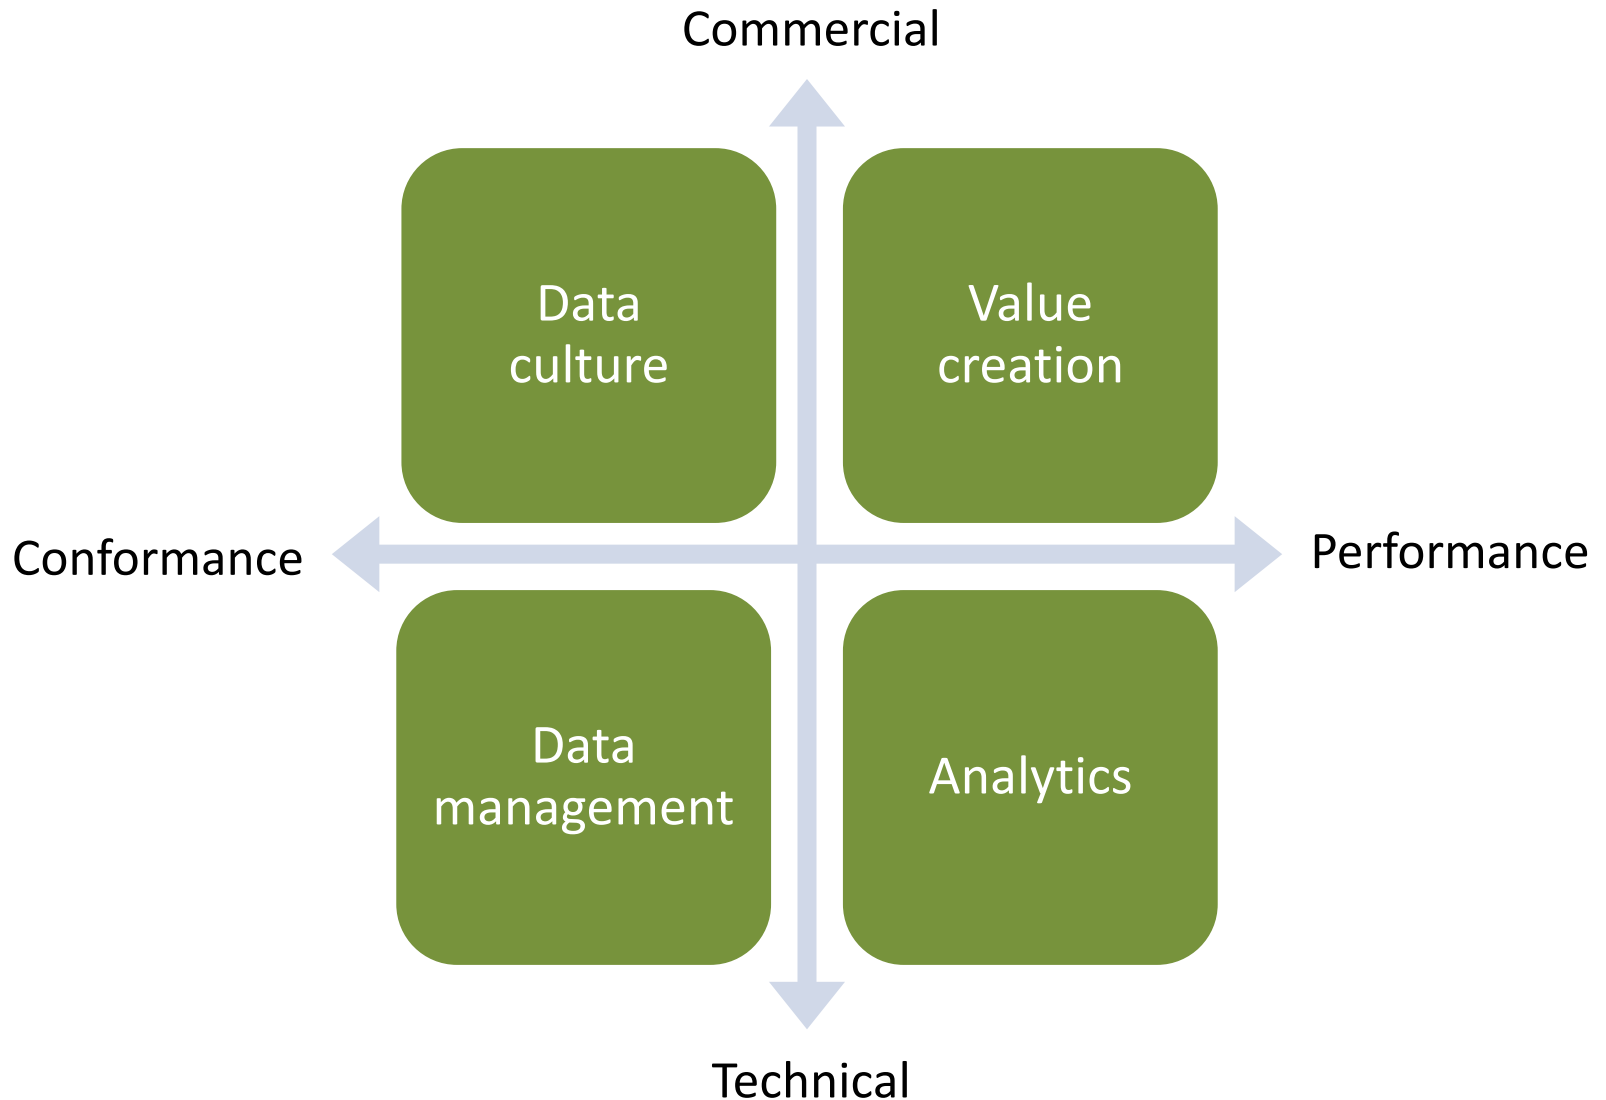 Commercial
Data
culture
Value
creation
Conformance
Performance
Data
management
Analytics
Technical